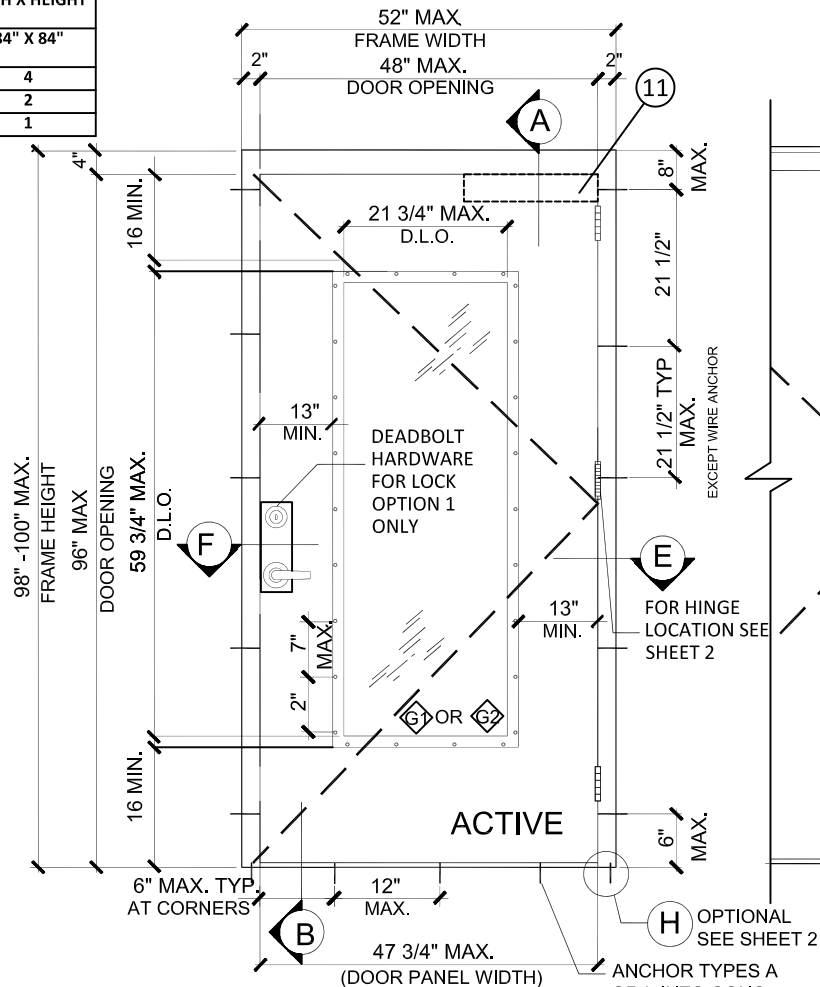 34" X 84"
4
2
1
52" MAX.
FRAME WIDTH
2"
48" MAX.
2"
DOOR OPENING
11
A
4"
8"
MAX.
16 MIN.
21 3/4" MAX.
D.L.O.
21 1/2"
21 1/2" TYP
MAX.
EXCEPT WIRE ANCHOR
13"
MIN.
DEADBOLT
HARDWARE
FOR LOCK
OPTION 1
ONLY
98" -100" MAX.
FRAME HEIGHT
96" MAX
DOOR OPENING
59 3/4" MAX.
D.L.O.
F
E
13"
MIN.
FOR HINGE
LOCATION SEE
SHEET 2
7"
MAX.
2"
G1 OR G2
16 MIN.
ACTIVE
6"
MAX.
6" MAX. TYP.
AT CORNERS
12"
MAX.
B
H
OPTIONAL
SEE SHEET 2
47 3/4" MAX.
(DOOR PANEL WIDTH)
ANCHOR TYPES A